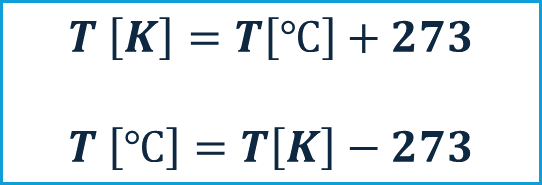 T [K] = T[°C] + 273
T [°C] = T[K] − 273